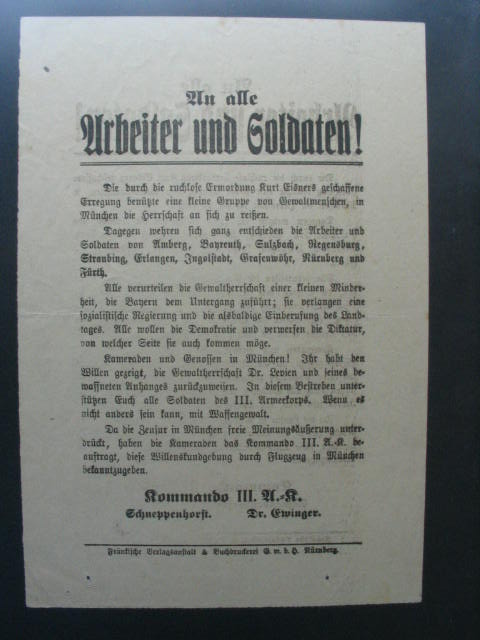 An alle
Arbeiter und Soldaten!
Die durch die ruchlose Ermordung Kurt Eisners geschaffene
Erregung benützte eine kleine Gruppe von Gewaltmenschen, in
München die Herrschaft an sich zu reißen.
Dagegen wehren sich ganz entschieden die Arbeiter und
Soldaten von Amberg, Bayreuth, Sulzbach, Regensburg,
Straubing, Erlangen, Ingolstadt, Grafenwöhr, Nürnberg und
Fürth.
Alle verurteilen die Gewaltherrschaft einer kleinen Minder-
heit, die Bayern dem Untergang zuführt; sie verlangen eine
sozialistische Regierung und die alsbaldige Einberufung des Land-
tages. Alle wollen die Demokratie und verwerfen die Diktatur,
von welcher Seite sie auch kommen möge.
Kameraden und Genossen in München! Ihr habt den
Willen gezeigt, die Gewaltherrschaft Dr. Levien und seines be-
waffneten Anhanges zurückzuweisen. In diesem Bestreben unter-
stützen Euch alle Soldaten des III. Armeekorps. Wenn es
nicht anders sein kann, mit Waffengewalt.
Da die Zensur in München freie Meinungsäußerung unter-
drückt, haben die Kameraden das Kommando III. A.-K. be-
auftragt, diese Willenskundgebung durch Flugzeug in München
bekanntzugeben.
Kommando III. A.-K.
Schneppenhorst. Dr. Ewinger.
Fränkische Verlagsanstalt & Buchdruckerei G. m. b. H. Nürnberg.